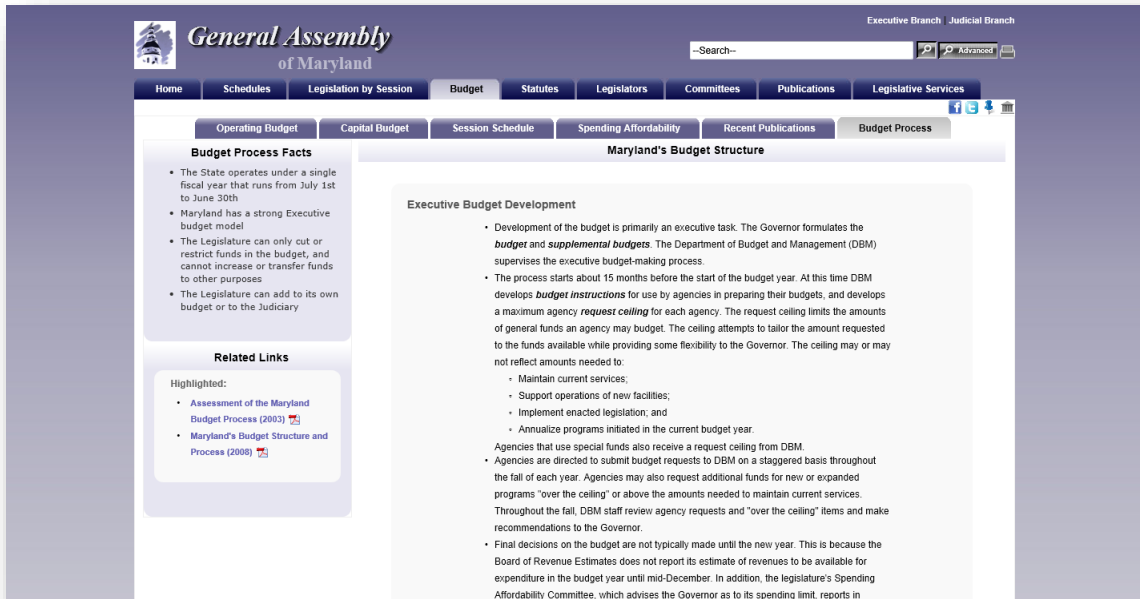 Executive Branch | Judicial Branch
General Assembly
of Maryland
--Search--
Advanced
Home Schedules Legislation by Session Budget Statutes Legislators Committees Publications Legislative Services
Operating Budget Capital Budget Session Schedule Spending Affordability Recent Publications Budget Process
Budget Process Facts
• The State operates under a single
fiscal year that runs from July 1st
to June 30th
• Maryland has a strong Executive
budget model
• The Legislature can only cut or
restrict funds in the budget, and
cannot increase or transfer funds
to other purposes
• The Legislature can add to its own
budget or to the Judiciary
Related Links
Highlighted:
• Assessment of the Maryland
Budget Process (2003)
• Maryland's Budget Structure and
Process (2008)
Maryland's Budget Structure
Executive Budget Development
• Development of the budget is primarily an executive task. The Governor formulates the
budget and supplemental budgets. The Department of Budget and Management (DBM)
supervises the executive budget-making process.
• The process starts about 15 months before the start of the budget year. At this time DBM
develops budget instructions for use by agencies in preparing their budgets, and develops
a maximum agency request ceiling for each agency. The request ceiling limits the amounts
of general funds an agency may budget. The ceiling attempts to tailor the amount requested
to the funds available while providing some flexibility to the Governor. The ceiling may or may
not reflect amounts needed to:
◦ Maintain current services;
◦ Support operations of new facilities;
◦ Implement enacted legislation; and
◦ Annualize programs initiated in the current budget year.
Agencies that use special funds also receive a request ceiling from DBM.
• Agencies are directed to submit budget requests to DBM on a staggered basis throughout
the fall of each year. Agencies may also request additional funds for new or expanded
programs "over the ceiling" or above the amounts needed to maintain current services.
Throughout the fall, DBM staff review agency requests and "over the ceiling" items and make
recommendations to the Governor.
• Final decisions on the budget are not typically made until the new year. This is because the
Board of Revenue Estimates does not report its estimate of revenues to be available for
expenditure in the budget year until mid-December. In addition, the legislature's Spending
Affordability Committee, which advises the Governor as to its spending limit, reports in